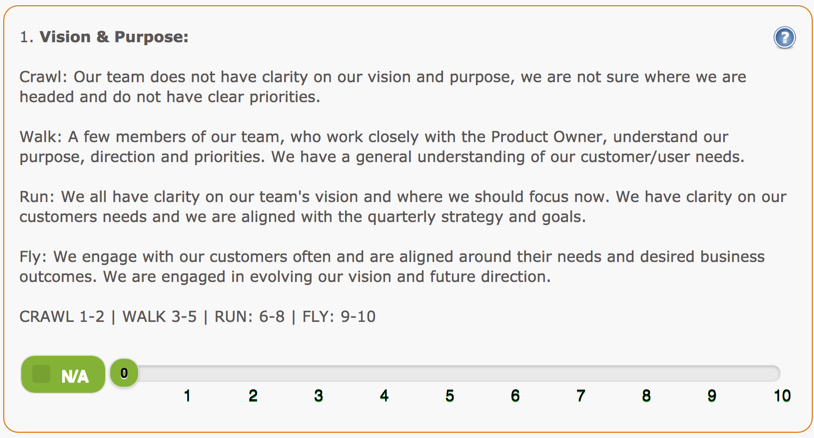 1. Vision & Purpose:
?
Crawl: Our team does not have clarity on our vision and purpose, we are not sure where we are
headed and do not have clear priorities.
Walk: A few members of our team, who work closely with the Product Owner, understand our
purpose, direction and priorities. We have a general understanding of our customer/user needs.
Run: We all have clarity on our team's vision and where we should focus now. We have clarity on our
customers needs and we are aligned with the quarterly strategy and goals.
Fly: We engage with our customers often and are aligned around their needs and desired business
outcomes. We are engaged in evolving our vision and future direction.
CRAWL 1-2 | WALK 3-5 | RUN: 6-8 | FLY: 9-10
N/A 0
1 2 3 4 5 6 7 8 9 10